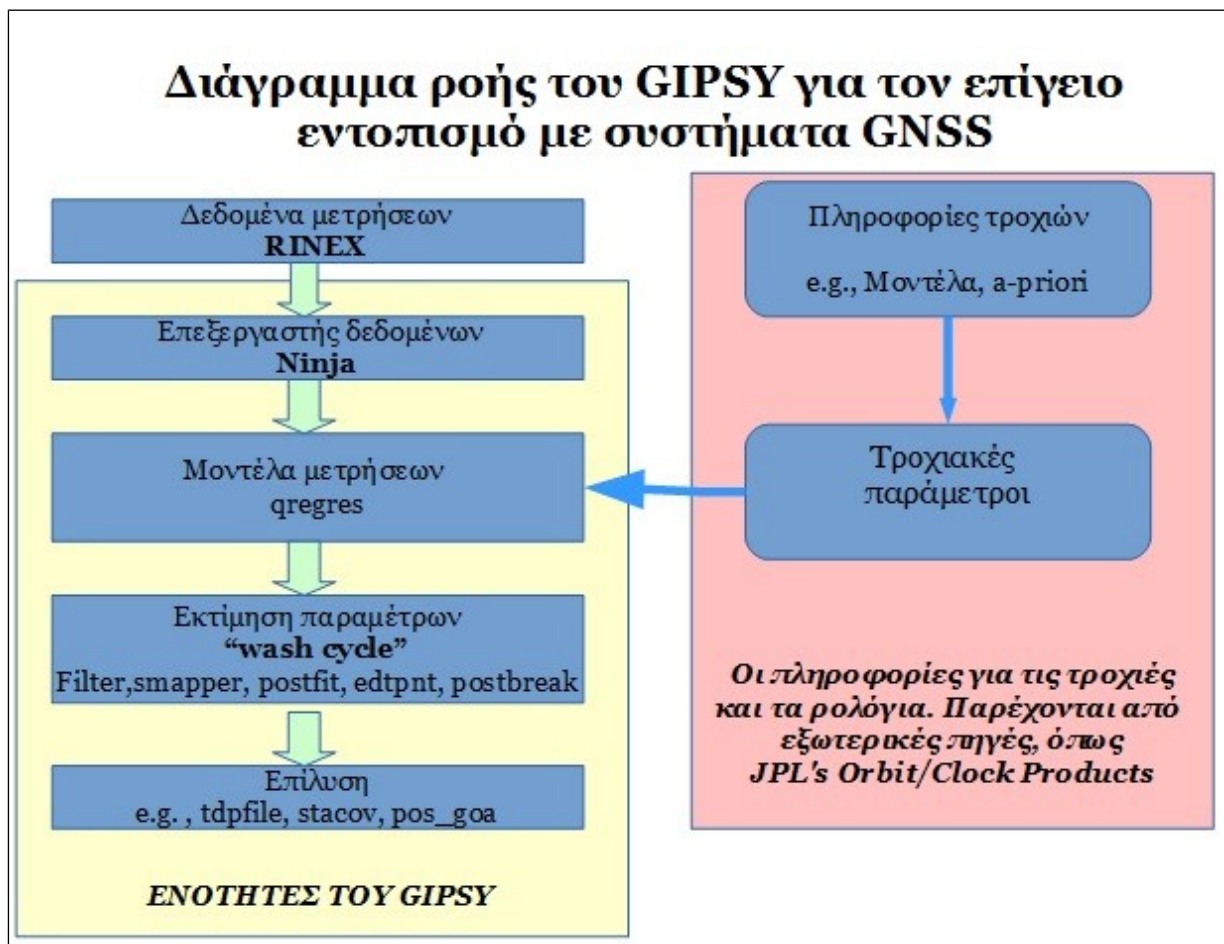 Διάγραμμα ροής του GIPSY για τον επίγειο
εντοπισμό με συστήματα GNSS
Δεδομένα μετρήσεων
RINEX
Επεξεργαστής δεδομένων
Ninja
Μοντέλα μετρήσεων
qregres
Εκτίμηση παραμέτρων
“wash cycle”
Filter,smapper, postfit, edtpnt, postbreak
Επίλυση
e.g. , tdpfile, stacov, pos_goa
ΕΝΟΤΗΤΕΣ ΤΟΥ GIPSY
Πληροφορίες τροχιών
e.g., Μοντέλα, a-priori
Τροχιακές
παράμετροι
Οι πληροφορίες για τις τροχιές
και τα ρολόγια. Παρέχονται από
εξωτερικές πηγές, όπως
JPL's Orbit/Clock Products